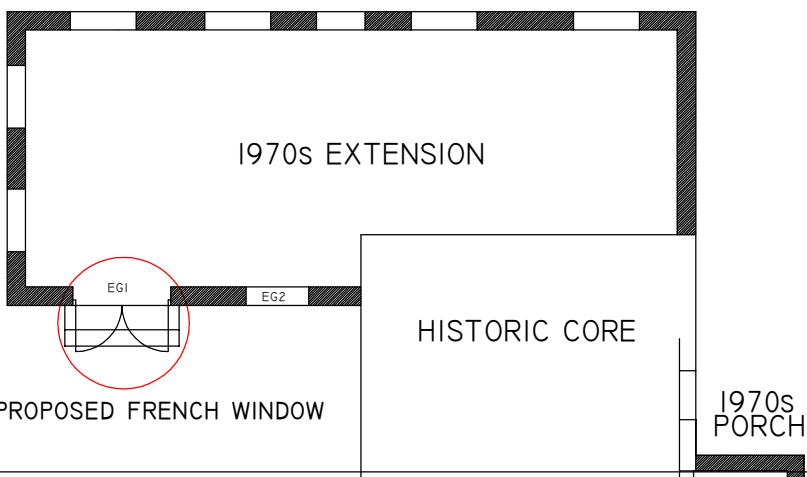 1970s EXTENSION
EG1
EG2
HISTORIC CORE
PROPOSED FRENCH WINDOW
1970s
PORCH